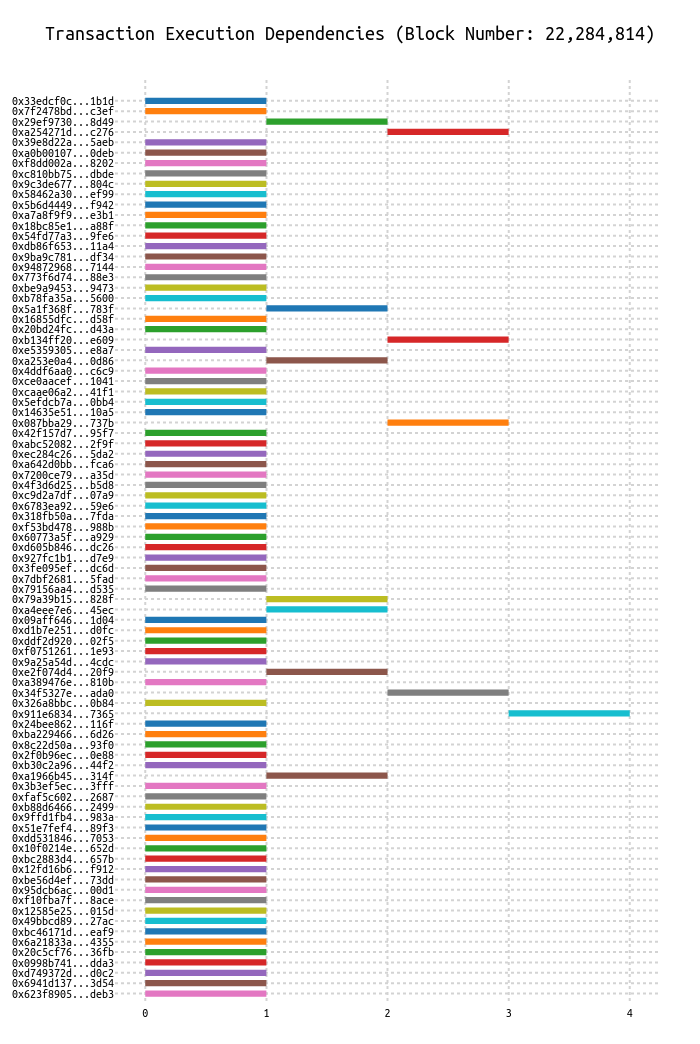 Transaction Execution Dependencies (Block Number: 22,284,814)
0x33edcf0c...1b1d
0x7f2478bd...c3ef
0x29ef9730...8d49
0xa254271d...c276
0x39e8d22a...5aeb
0xa0b00107...0deb
0xf8dd002a...8202
0xc810bb75...dbde
0x9c3de677...804c
0x58462a30...ef99
0x5b6d4449...f942
0xa7a8f9f9...e3b1
0x18bc85e1...a88f
0x54fd77a3...9fe6
0xdb86f653...11a4
0x9ba9c781...df34
0x94872968...7144
0x773f6d74...88e3
0xbe9a9453...9473
0xb78fa35a...5600
0x5a1f368f...783f
0x16855dfc...d58f
0x20bd24fc...d43a
0xb134ff20...e609
0xe5359305...e8a7
0xa253e0a4...0d86
0x4ddf6aa0...c6c9
0xce0aacef...1041
0xcaae06a2...41f1
0x5efdcb7a...0bb4
0x14635e51...10a5
0x087bba29...737b
0x42f157d7...95f7
0xabc52082...2f9f
0xec284c26...5da2
0xa642d0bb...fca6
0x7200ce79...a35d
0x4f3d6d25...b5d8
0xc9d2a7df...07a9
0x6783ea92...59e6
0x318fb50a...7fda
0xf53bd478...988b
0x60773a5f...a929
0xd605b846...dc26
0x927fc1b1...d7e9
0x3fe095ef...dc6d
0x7dbf2681...5fad
0x79156aa4...d535
0x79a39b15...828f
0xa4eee7e6...45ec
0x09aff646...1d04
0xd1b7e251...d0fc
0xddf2d920...02f5
0xf0751261...1e93
0x9a25a54d...4cdc
0xe2f074d4...20f9
0xa389476e...810b
0x34f5327e...ada0
0x326a8bbc...0b84
0x911e6834...7365
0x24bee862...116f
0xba229466...6d26
0x8c22d50a...93f0
0x2f0b96ec...0e88
0xb30c2a96...44f2
0xa1966b45...314f
0x3b3ef5ec...3fff
0xfaf5c602...2687
0xb88d6466...2499
0x9ffd1fb4...983a
0x51e7fef4...89f3
0xdd531846...7053
0x10f0214e...652d
0xbc2883d4...657b
0x12fd16b6...f912
0xbe56d4ef...73dd
0x95dcb6ac...00d1
0xf10fba7f...8ace
0x12585e25...015d
0x49bbcd89...27ac
0xbc46171d...eaf9
0x6a21833a...4355
0x20c5cf76...36fb
0x0998b741...dda3
0xd749372d...d0c2
0x6941d137...3d54
0x623f8905...deb3
0 1 2 3 4